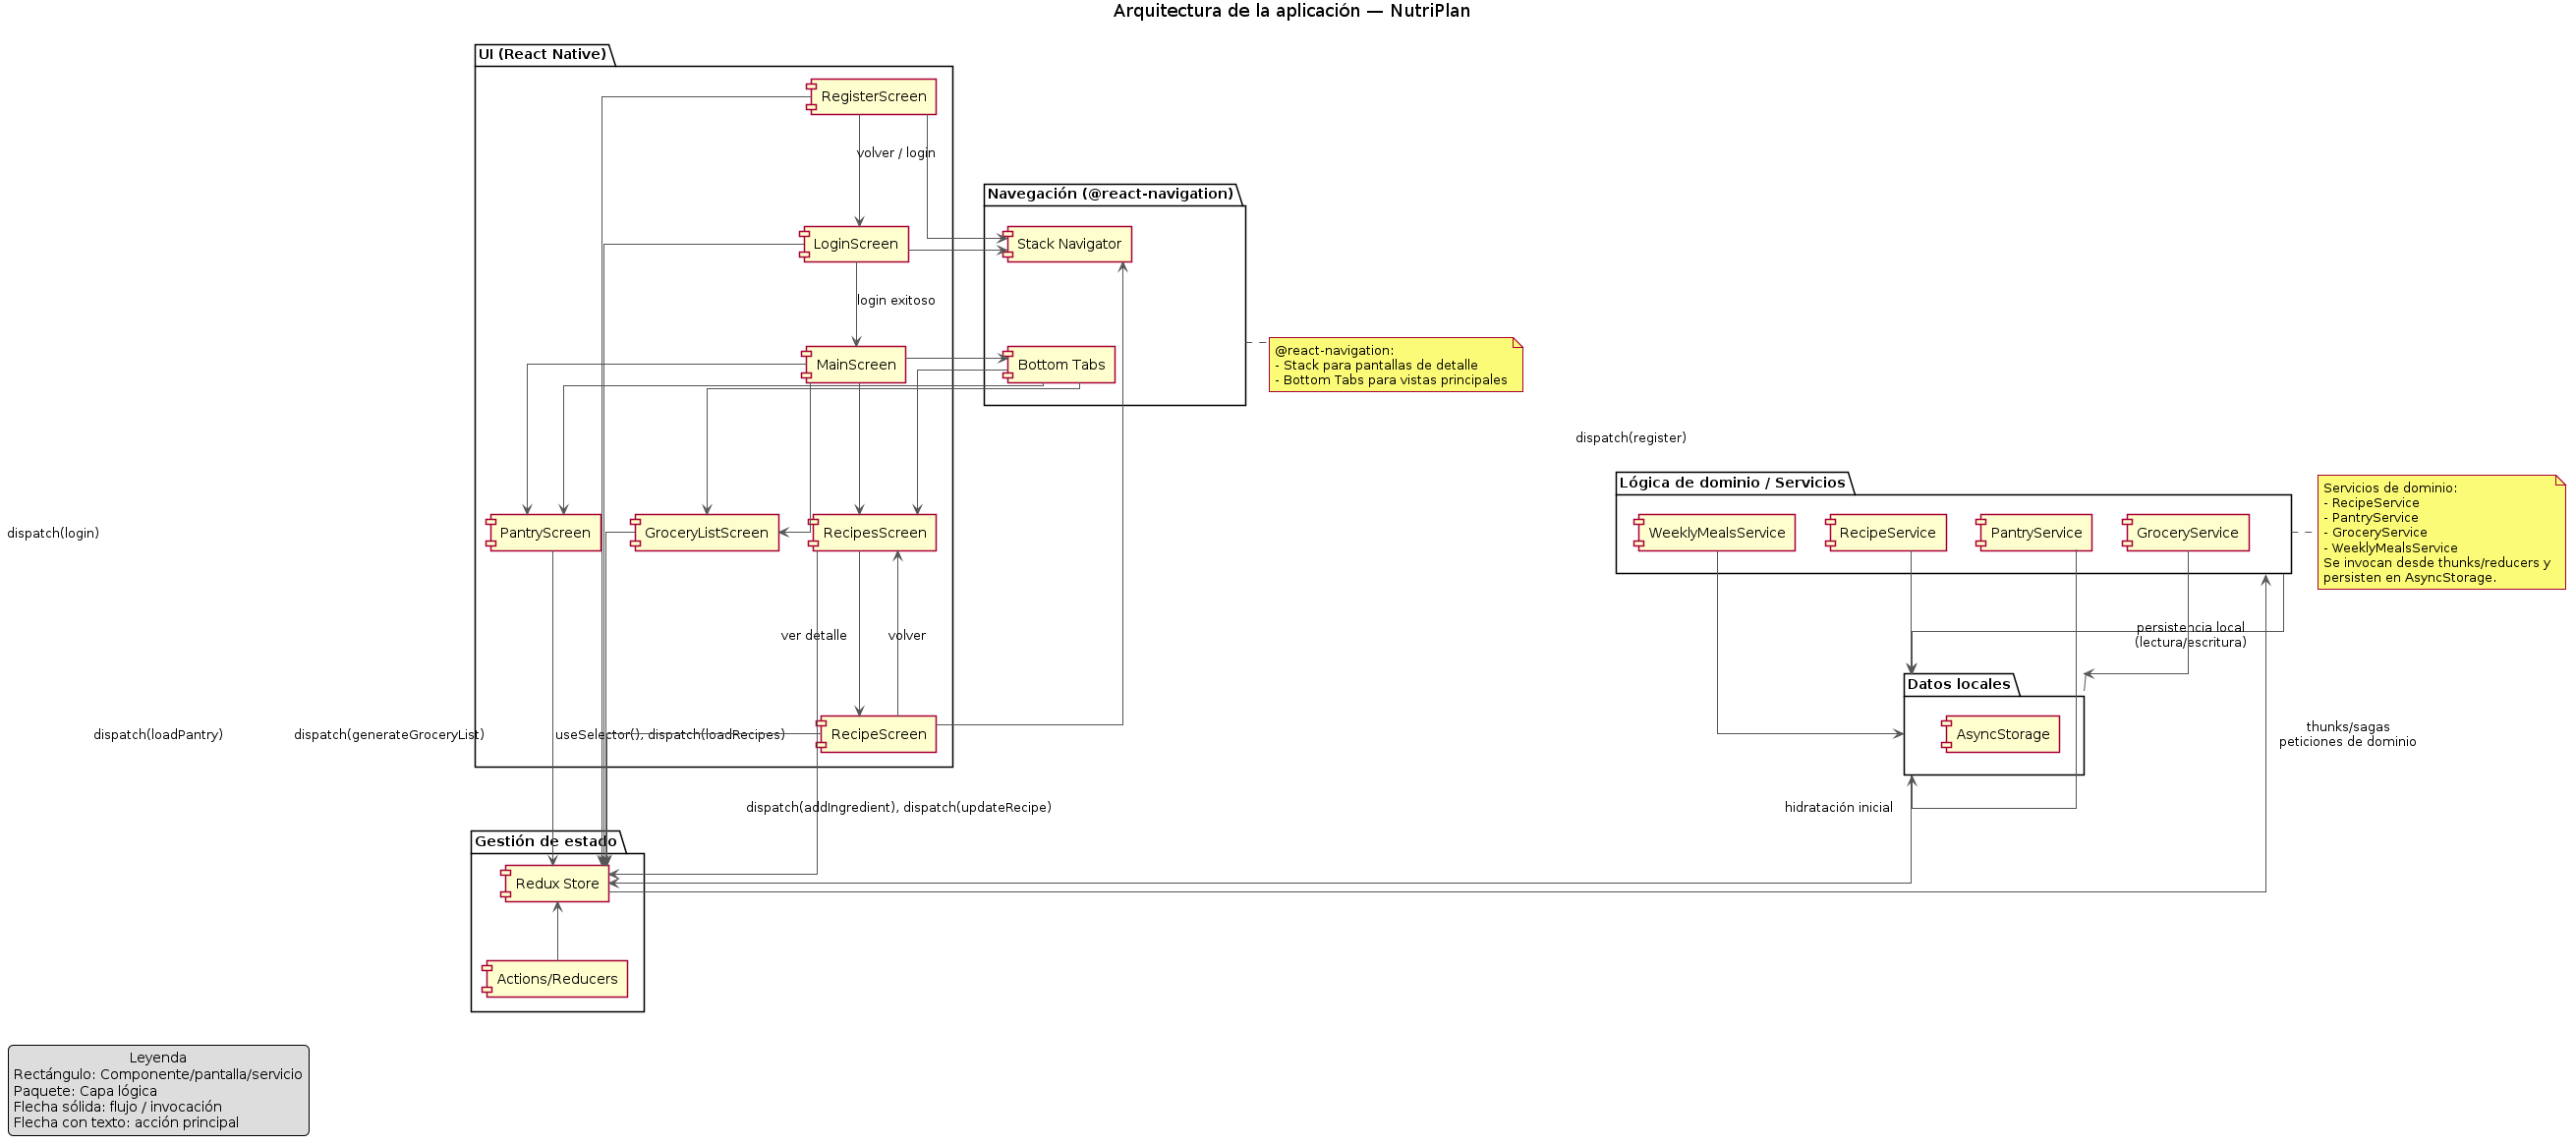 Arquitectura de la aplicación — NutriPlan
UI (React Native)
RegisterScreen
volver / login
Navegación (@react-navigation)
LoginScreen
Stack Navigator
login exitoso
MainScreen
Bottom Tabs
@react-navigation:
- Stack para pantallas de detalle
- Bottom Tabs para vistas principales
dispatch(register)
Lógica de dominio / Servicios
dispatch(login)
PantryScreen
GroceryListScreen
RecipesScreen
WeeklyMealsService
RecipeService
PantryService
GroceryService
Servicios de dominio:
- RecipeService
- PantryService
- GroceryService
- WeeklyMealsService
Se invocan desde thunks/reducers y
persisten en AsyncStorage.
ver detalle
volver
persistencia local
(lectura/escritura)
Datos locales
dispatch(loadPantry)
dispatch(generateGroceryList)
useSelector(), dispatch(loadRecipes)
RecipeScreen
AsyncStorage
thunks/sagas
peticiones de dominio
dispatch(addIngredient), dispatch(updateRecipe)
hidratación inicial
Gestión de estado
Redux Store
Actions/Reducers
Leyenda
Rectángulo: Componente/pantalla/servicio
Paquete: Capa lógica
Flecha sólida: flujo / invocación
Flecha con texto: acción principal